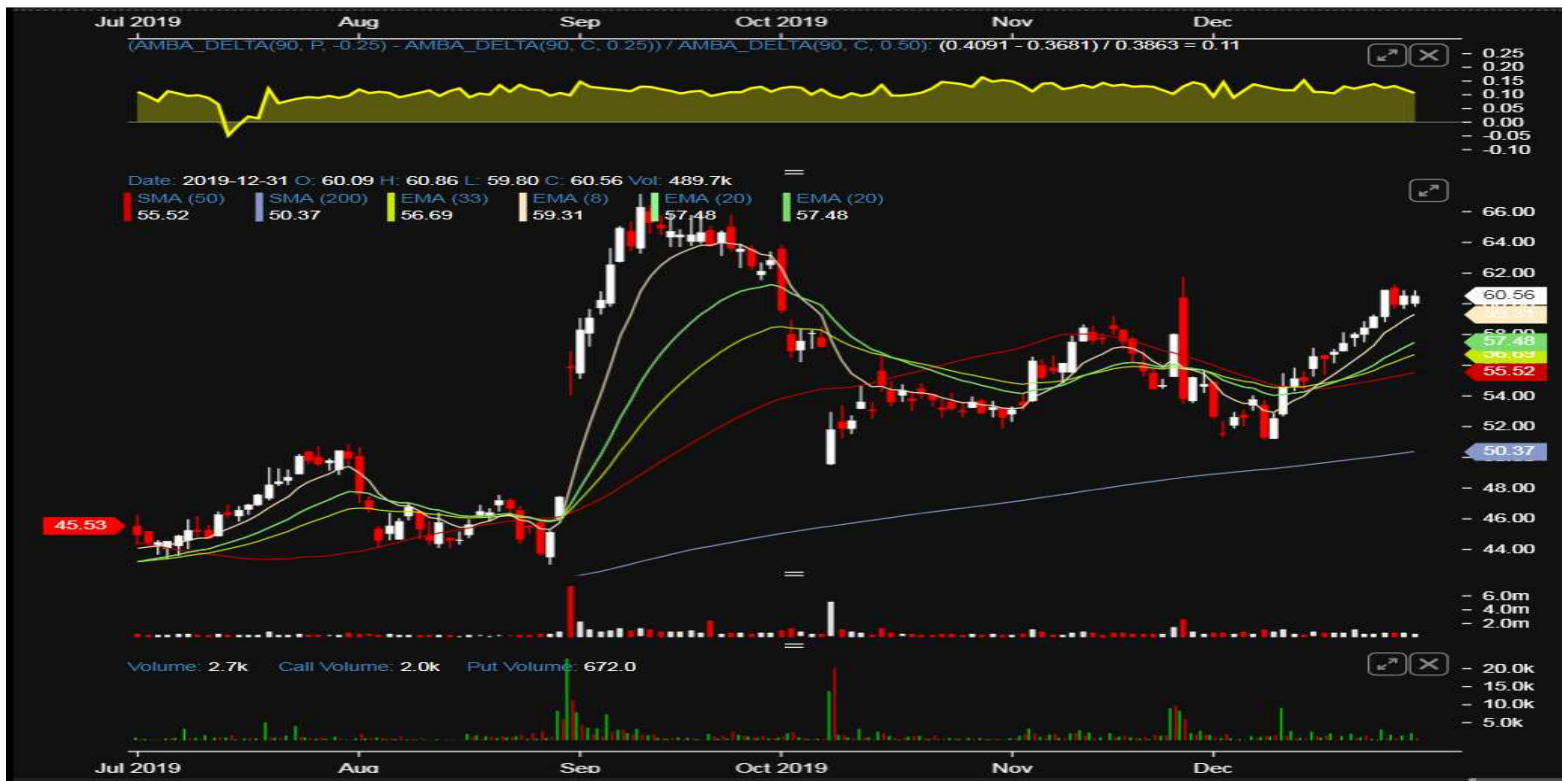 Jul 2019 Aug Sep Oct 2019 Nov Dec
(AMBA_DELTA(90, P, -0.25) - AMBA_DELTA(90, C, 0.25)) / AMBA_DELTA(90, C, 0.50): (0.4091 - 0.3681) / 0.3863 = 0.11
0.25
0.20
0.15
0.10
0.05
0.00
-0.05
-0.10
Date: 2019-12-31 O: 60.09 H: 60.86 L: 59.80 C: 60.56 Vol: 489.7k
SMA (50) SMA (200) EMA (33) EMA (8) EMA (20) EMA (20)
55.52 50.37 56.69 59.31 57.48 57.48
66.00
64.00
62.00
60.56
59.31
58.00
57.48
56.69
55.52
54.00
52.00
50.37
48.00
45.53
46.00
44.00
6.0m
4.0m
2.0m
Volume: 2.7k Call Volume: 2.0k Put Volume: 672.0
20.0k
15.0k
10.0k
5.0k
Jul 2019 Aug Sep Oct 2019 Nov Dec